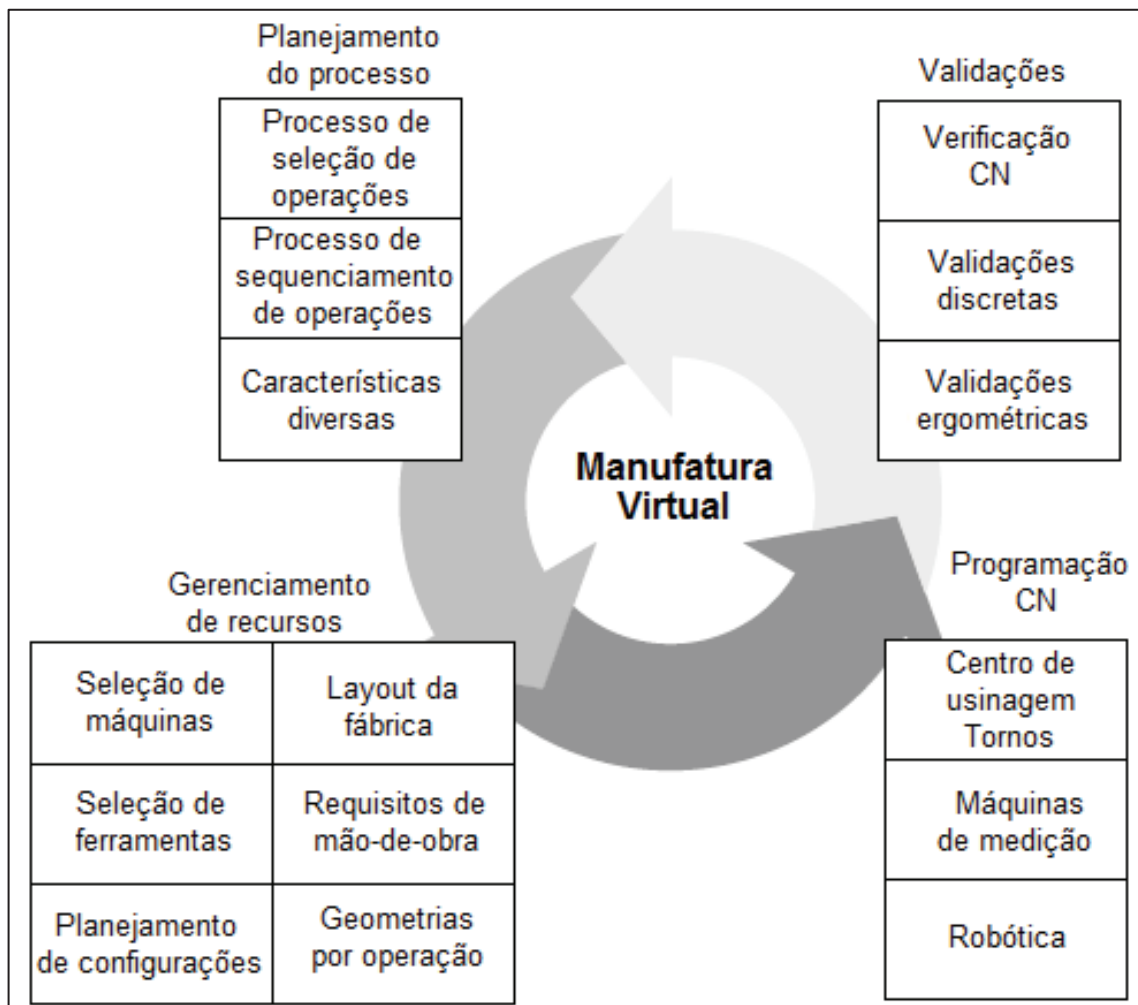 Planejamento
do processo
Processo de
seleção de
operações
Processo de
sequenciamento
de operações
Características
diversas
Validações
Verificação
CN
Validações
discretas
Validações
ergométricas
Manufatura
Virtual
Gerenciamento
de recursos
Seleção de
máquinas
Layout da
fábrica
Seleção de
ferramentas
Requisitos de
mão-de-obra
Planejamento
de configurações
Geometrias
por operação
Programação
CN
Centro de
usinagem
Tornos
Máquinas
de medição
Robótica